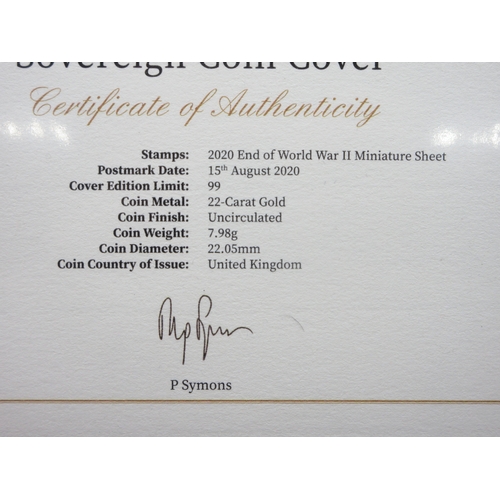 Sovereign Coin Cover
Certificate of Authenticity
Stamps: 2020 End of World War II Miniature Sheet
Postmark Date: 15th August 2020
Cover Edition Limit: 99
Coin Metal: 22-Carat Gold
Coin Finish: Uncirculated
Coin Weight: 7.98g
Coin Diameter: 22.05mm
Coin Country of Issue: United Kingdom
P Symons